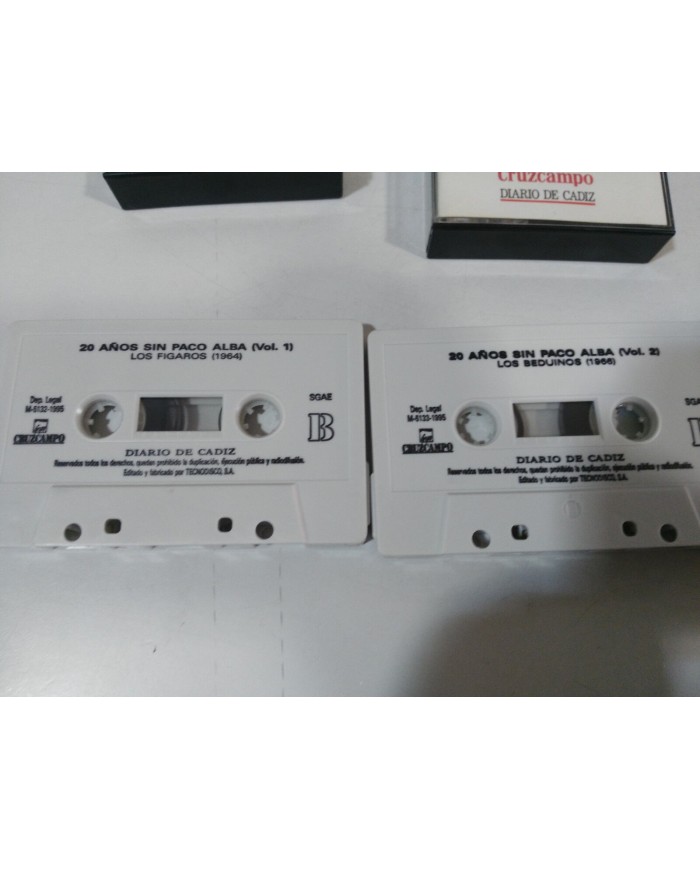 Cruzcampo
DIARIO DE CADIZ
20 AÑOS SIN PACO ALBA (Vol. 1)
LOS FIGAROS (1964)
Dep. Legal
M-6132-1995
SGAE
B
CRUZCAMPO
DIARIO DE CADIZ
Reservados todos los derechos, quedan prohibido la duplicación, ejecución pública y radiodifusión.
Editado y fabricado por TECNODISCO, S.A.
20 AÑOS SIN PACO ALBA (Vol. 2)
LOS BEDUINOS (1966)
Dep. Legal
M-6133-1995
SGAE
CRUZCAMPO
DIARIO DE CADIZ
Reservados todos los derechos, quedan prohibido la duplicación, ejecución pública y radiodifusión.
Editado y fabricado por TECNODISCO, S.A.